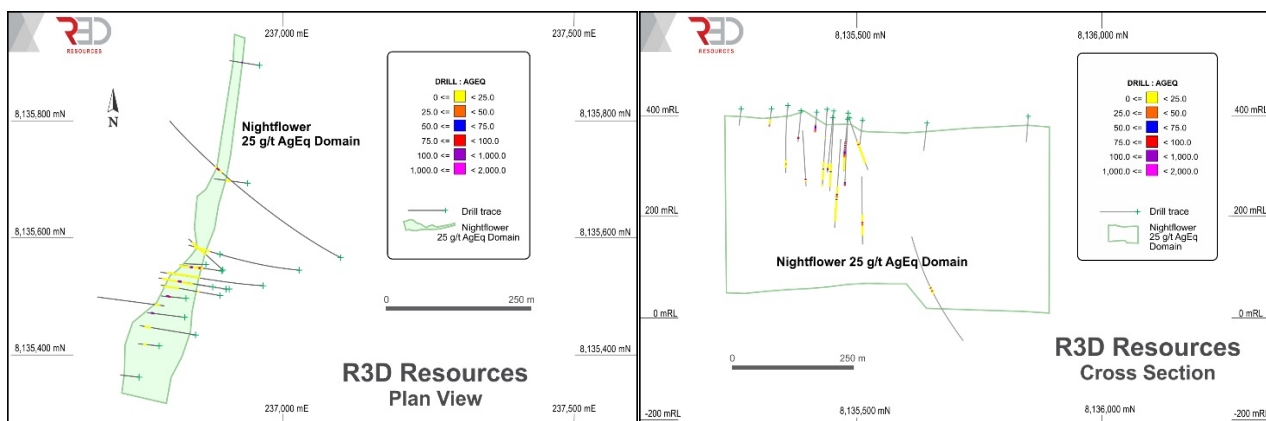 R3D
RESOURCES
237,000 mE
237,500 mE
8,135,800 mN
8,135,800 mN
N
Nightflower
25 g/t AgEq Domain
DRILL : AGEQ
0 <= < 25.0
25.0 <= < 50.0
50.0 <= < 75.0
75.0 <= < 100.0
100.0 <= < 1,000.0
1,000.0 <= < 2,000.0
Drill trace
Nightflower
25 g/t AgEq Domain
8,135,600 mN
8,135,600 mN
0
250 m
8,135,400 mN
8,135,400 mN
R3D Resources
Plan View
237,000 mE
237,500 mE
R3D
RESOURCES
8,135,500 mN
8,136,000 mN
DRILL : AGEQ
0 <= < 25.0
25.0 <= < 50.0
50.0 <= < 75.0
75.0 <= < 100.0
100.0 <= < 1,000.0
1,000.0 <= < 2,000.0
Drill trace
Nightflower
25 g/t AgEq
Domain
400 mRL
400 mRL
200 mRL
200 mRL
Nightflower 25 g/t AgEq Domain
0 mRL
0 mRL
R3D Resources
Cross Section
0
250 m
8,135,500 mN
8,136,000 mN
-200 mRL
-200 mRL